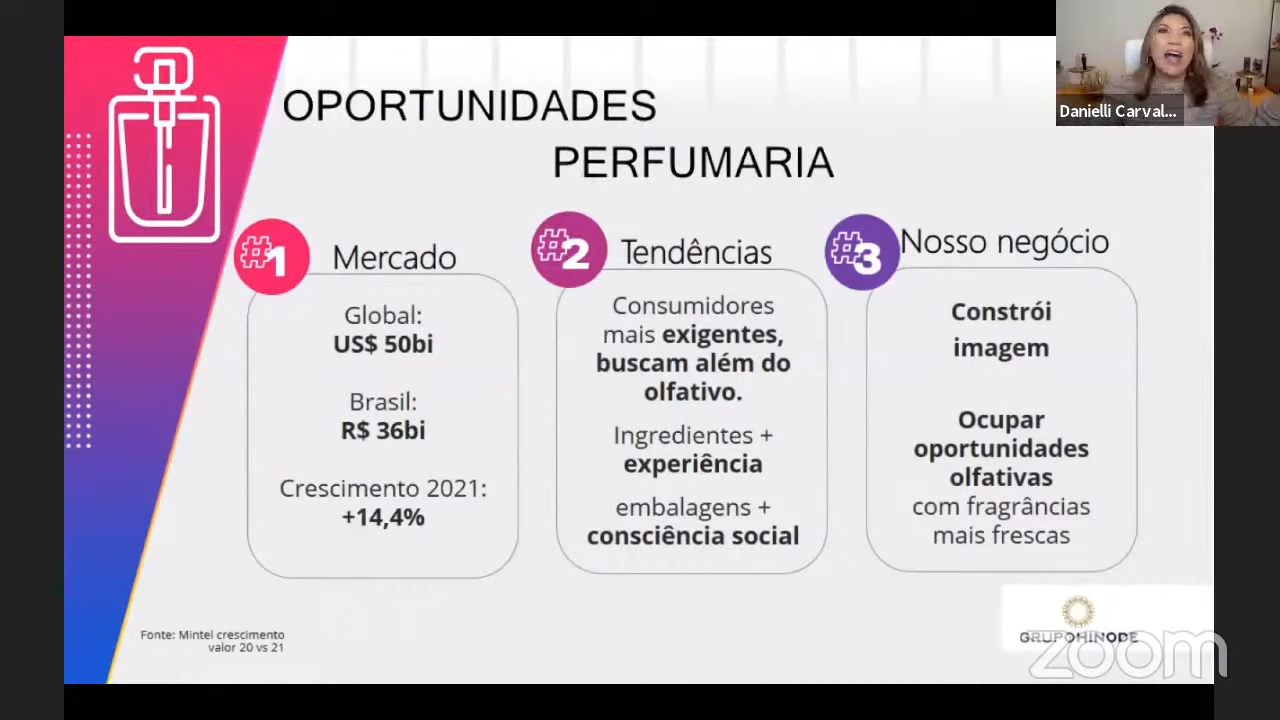 Danielli Carval...
OPORTUNIDADES
PERFUMARIA
#1
Mercado
Global:
US$ 50bi
Brasil:
R$ 36bi
Crescimento 2021:
+14,4%
#2
Tendências
Consumidores
mais exigentes,
buscam além do
olfativo.
Ingredientes +
experiência
embalagens +
consciência social
#3
Nosso negócio
Constrói
imagem
Ocupar
oportunidades
olfativas
com fragrâncias
mais frescas
Fonte: Mintel crescimento
valor 20 vs 21
GRUPOHINODE
zoom